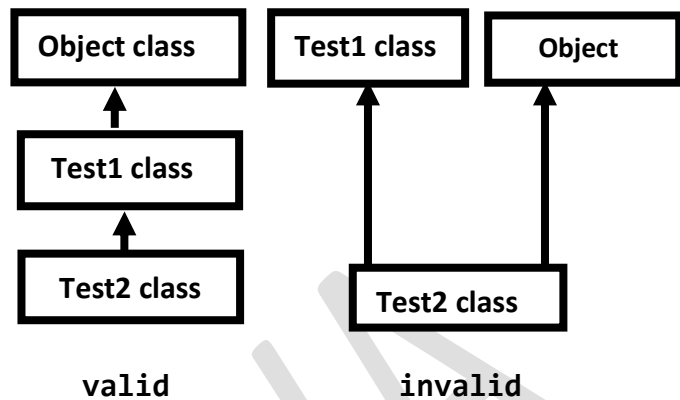 Object class
Test1 class
Test2 class
valid
Test1 class
Object
Test2 class
invalid